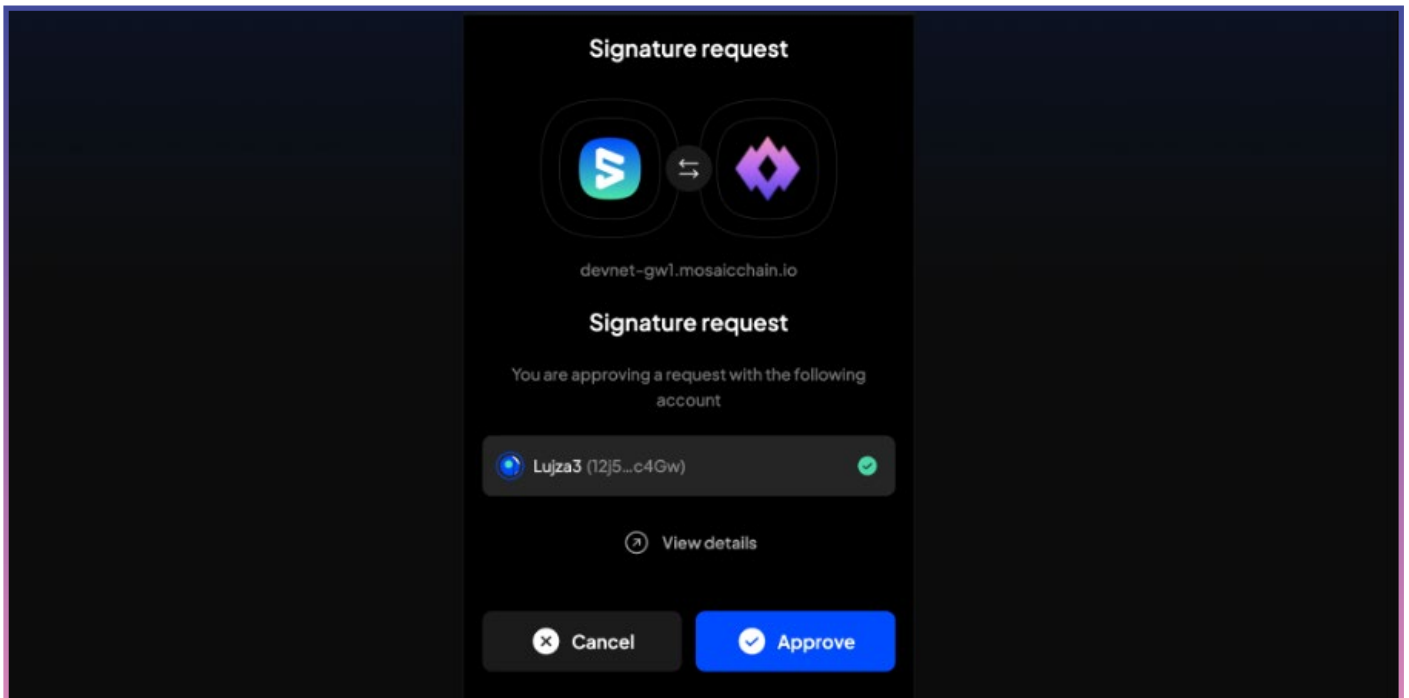 Signature request
devnet-gw1.mosaicchain.io
Signature request
You are approving a request with the following
account
Lujza3 (12j5...c4Gw)
View details
Cancel
Approve